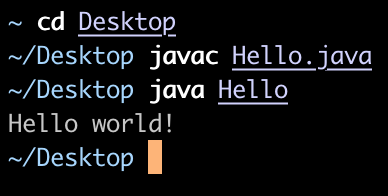 ~ cd Desktop
~/Desktop javac Hello.java
~/Desktop java Hello
Hello world!
~/Desktop